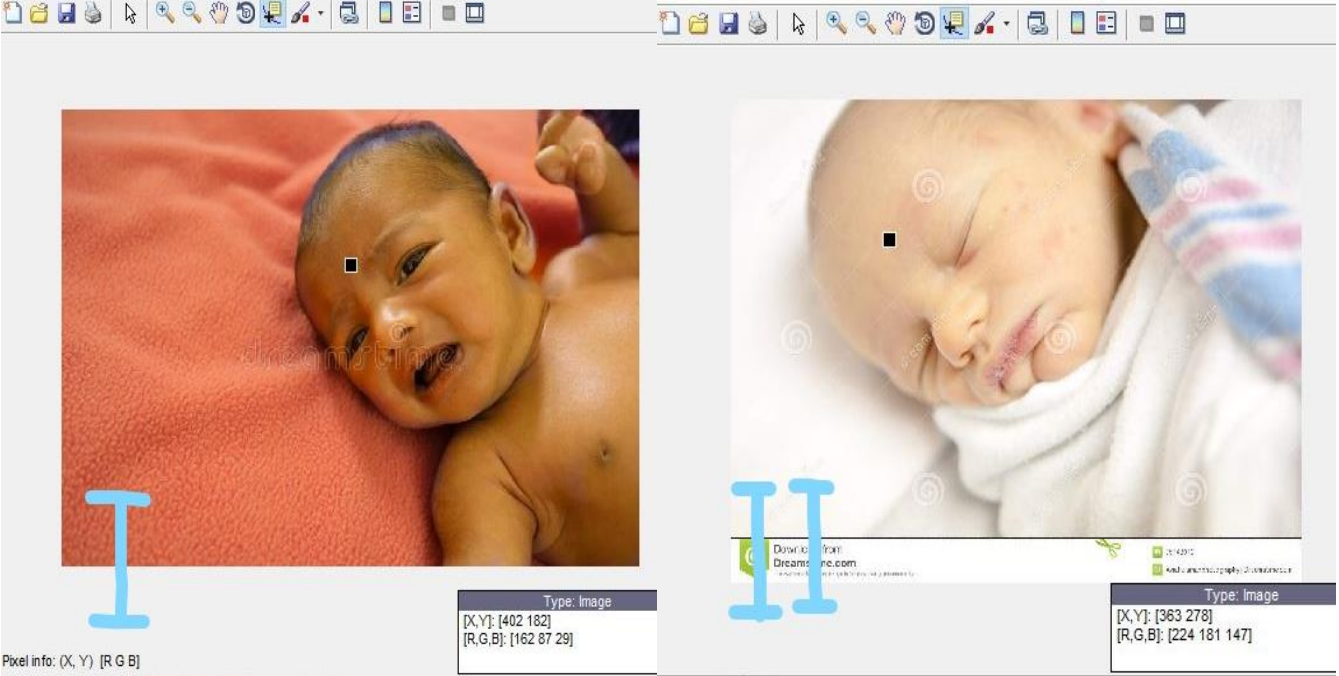 dreamstime
I
Pixel info: (X, Y) [R G B]
Type: Image
[X,Y]: [402 182]
[R,G,B]: [162 87 29]
II
from
Dreamstime.com
Type: Image
[X,Y]: [363 278]
[R,G,B]: [224 181 147]